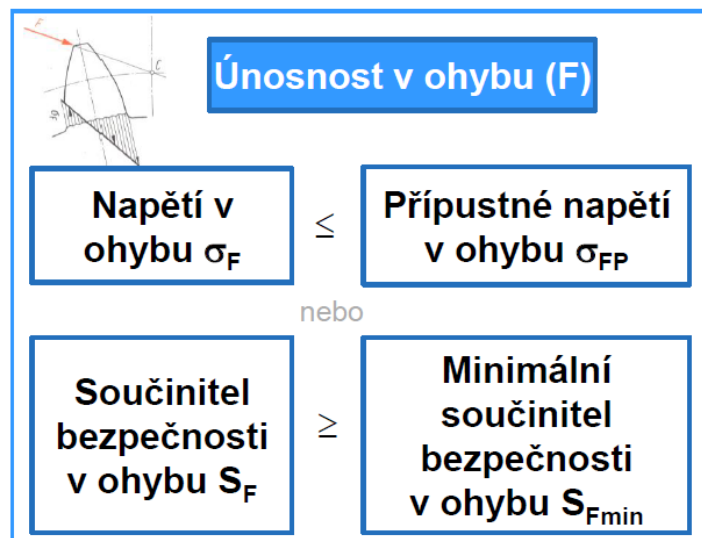 F
C
Únosnost v ohybu (F)
Napětí v
ohybu σF
≤
Přípustné napětí
v ohybu σFP
nebo
Součinitel
bezpečnosti
v ohybu SF
≥
Minimální
součinitel
bezpečnosti
v ohybu SFmin